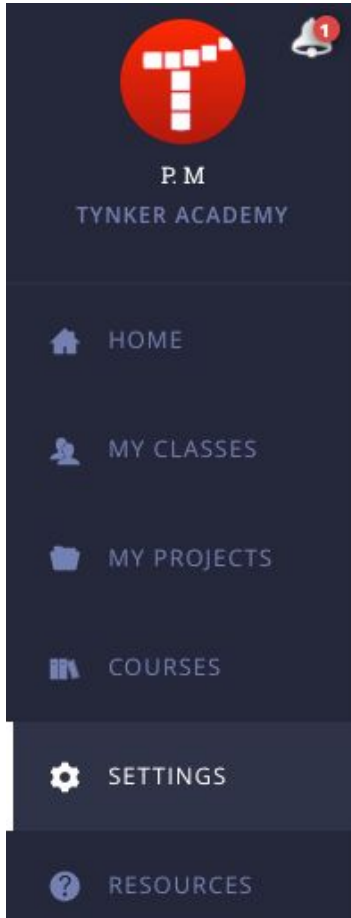 1
P. M
TYNKER ACADEMY
HOME
MY CLASSES
MY PROJECTS
COURSES
SETTINGS
RESOURCES